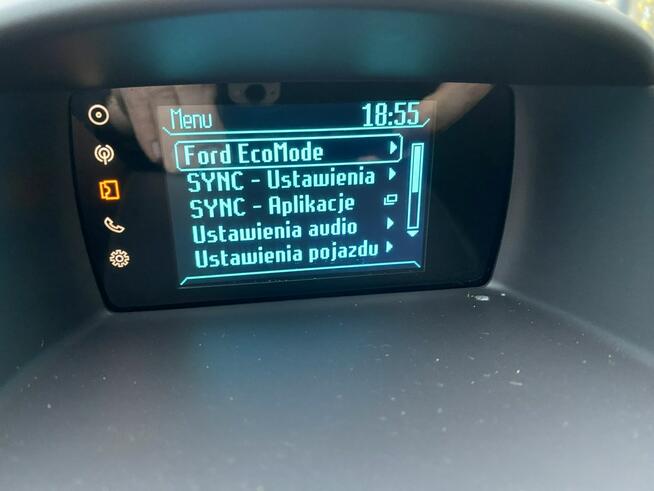 Menu 18:55
Ford EcoMode
SYNC - Ustawienia
SYNC - Aplikacje
Ustawienia audio
Ustawienia pojazdu